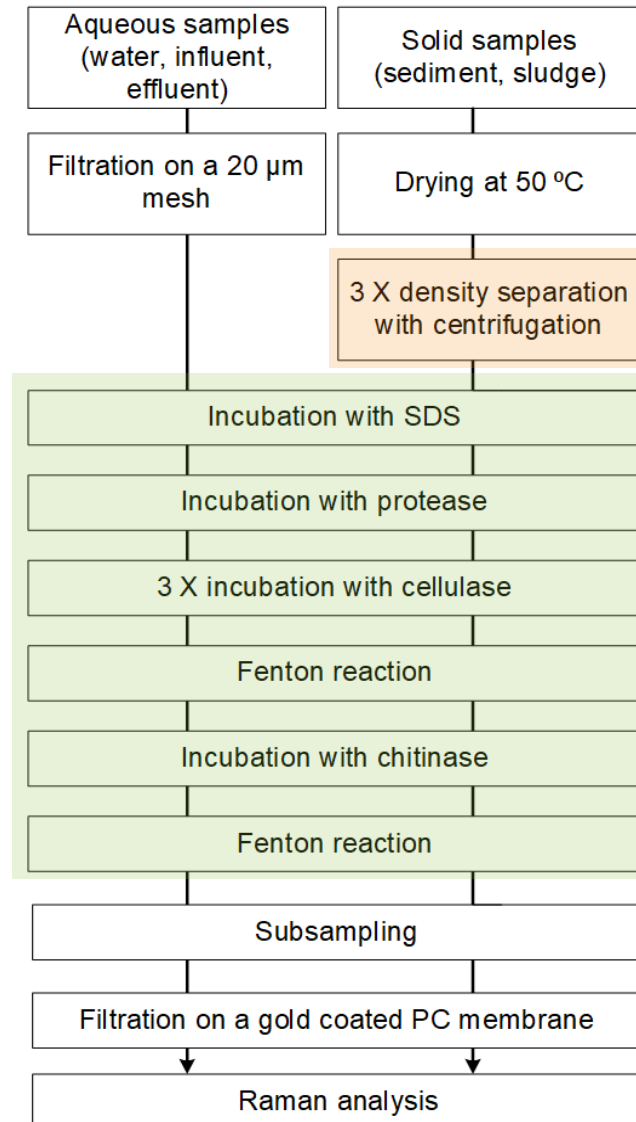 Aqueous samples
(water, influent,
effluent)
Solid samples
(sediment, sludge)
Filtration on a 20 µm
mesh
Drying at 50 ºC
3 X density separation
with centrifugation
Incubation with SDS
Incubation with protease
3 X incubation with cellulase
Fenton reaction
Incubation with chitinase
Fenton reaction
Subsampling
Filtration on a gold coated PC membrane
Raman analysis